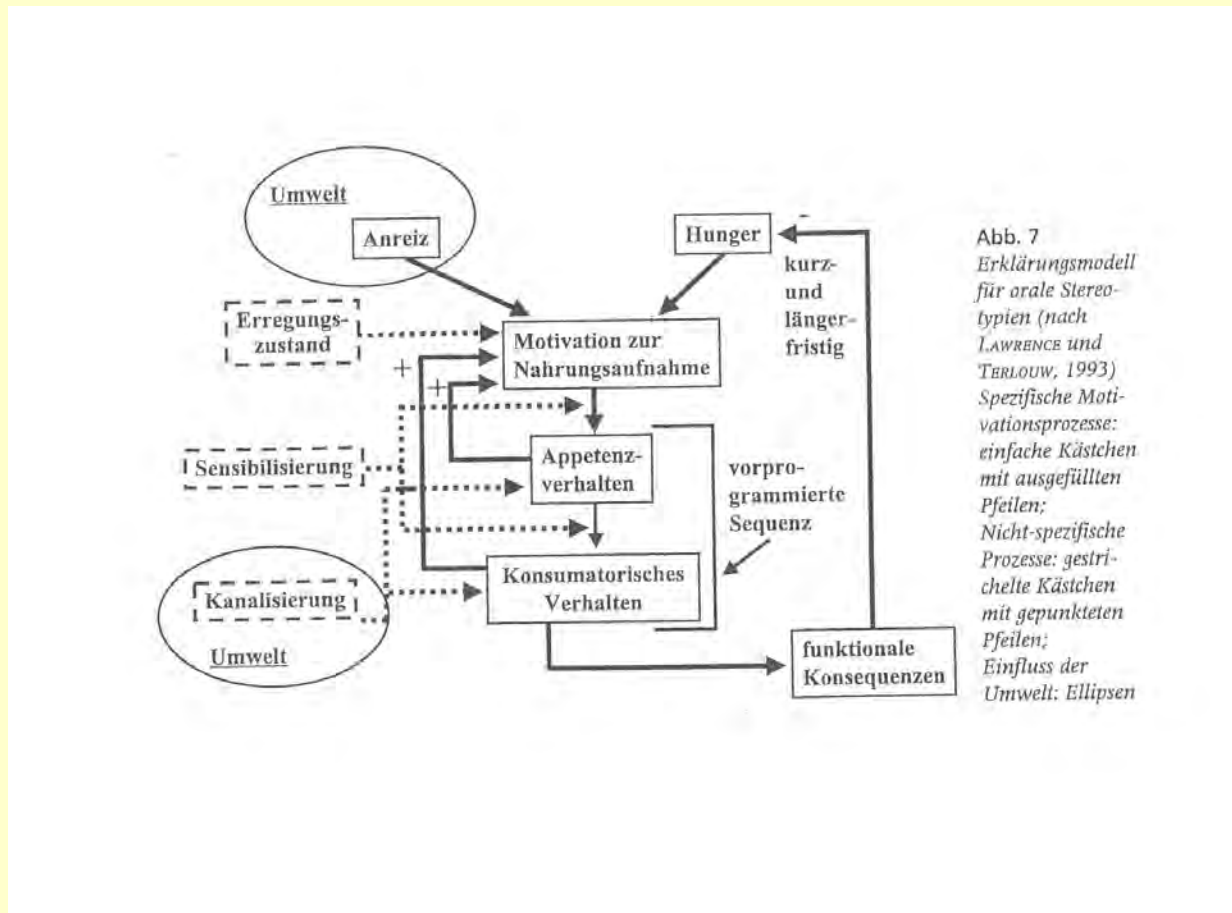 Umwelt
Anreiz
Hunger
-
kurz-
und
länger-
fristig
Erregungs-
zustand
Motivation zur
Nahrungsaufnahme
+
+
Sensibilisierung
Appetenz-
verhalten
vorpro-
grammierte
Sequenz
Kanalisierung
Umwelt
Konsumatorisches
Verhalten
funktionale
Konsequenzen
Abb. 7
Erklärungsmodell
für orale Stereo-
typien (nach
LAWRENCE und
TERLOUW, 1993)
Spezifische Moti-
vationsprozesse:
einfache Kästchen
mit ausgefüllten
Pfeilen;
Nicht-spezifische
Prozesse: gestri-
chelte Kästchen
mit gepunkteten
Pfeilen;
Einfluss der
Umwelt: Ellipsen